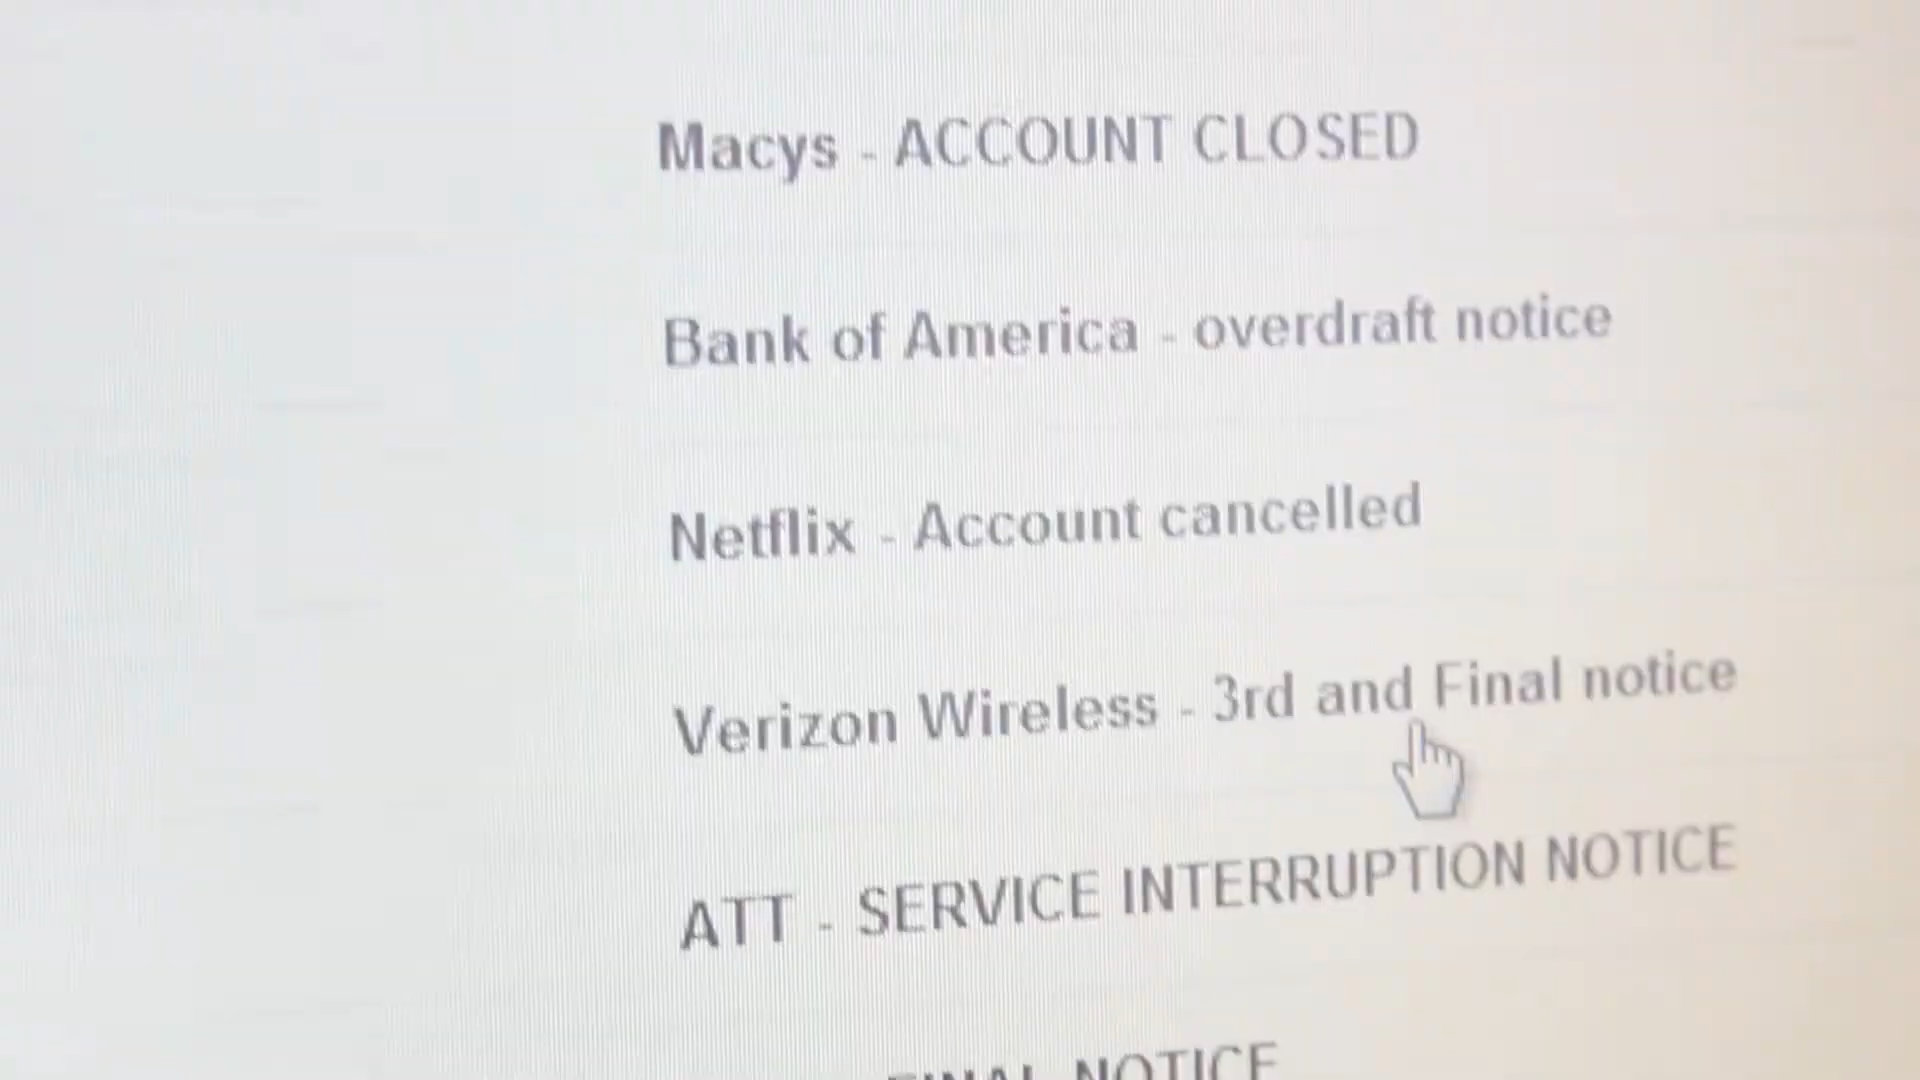 Macys - ACCOUNT CLOSED
Bank of America - overdraft notice
Netflix - Account cancelled
Verizon Wireless - 3rd and Final notice
ATT - SERVICE INTERRUPTION NOTICE
FINAL NOTICE